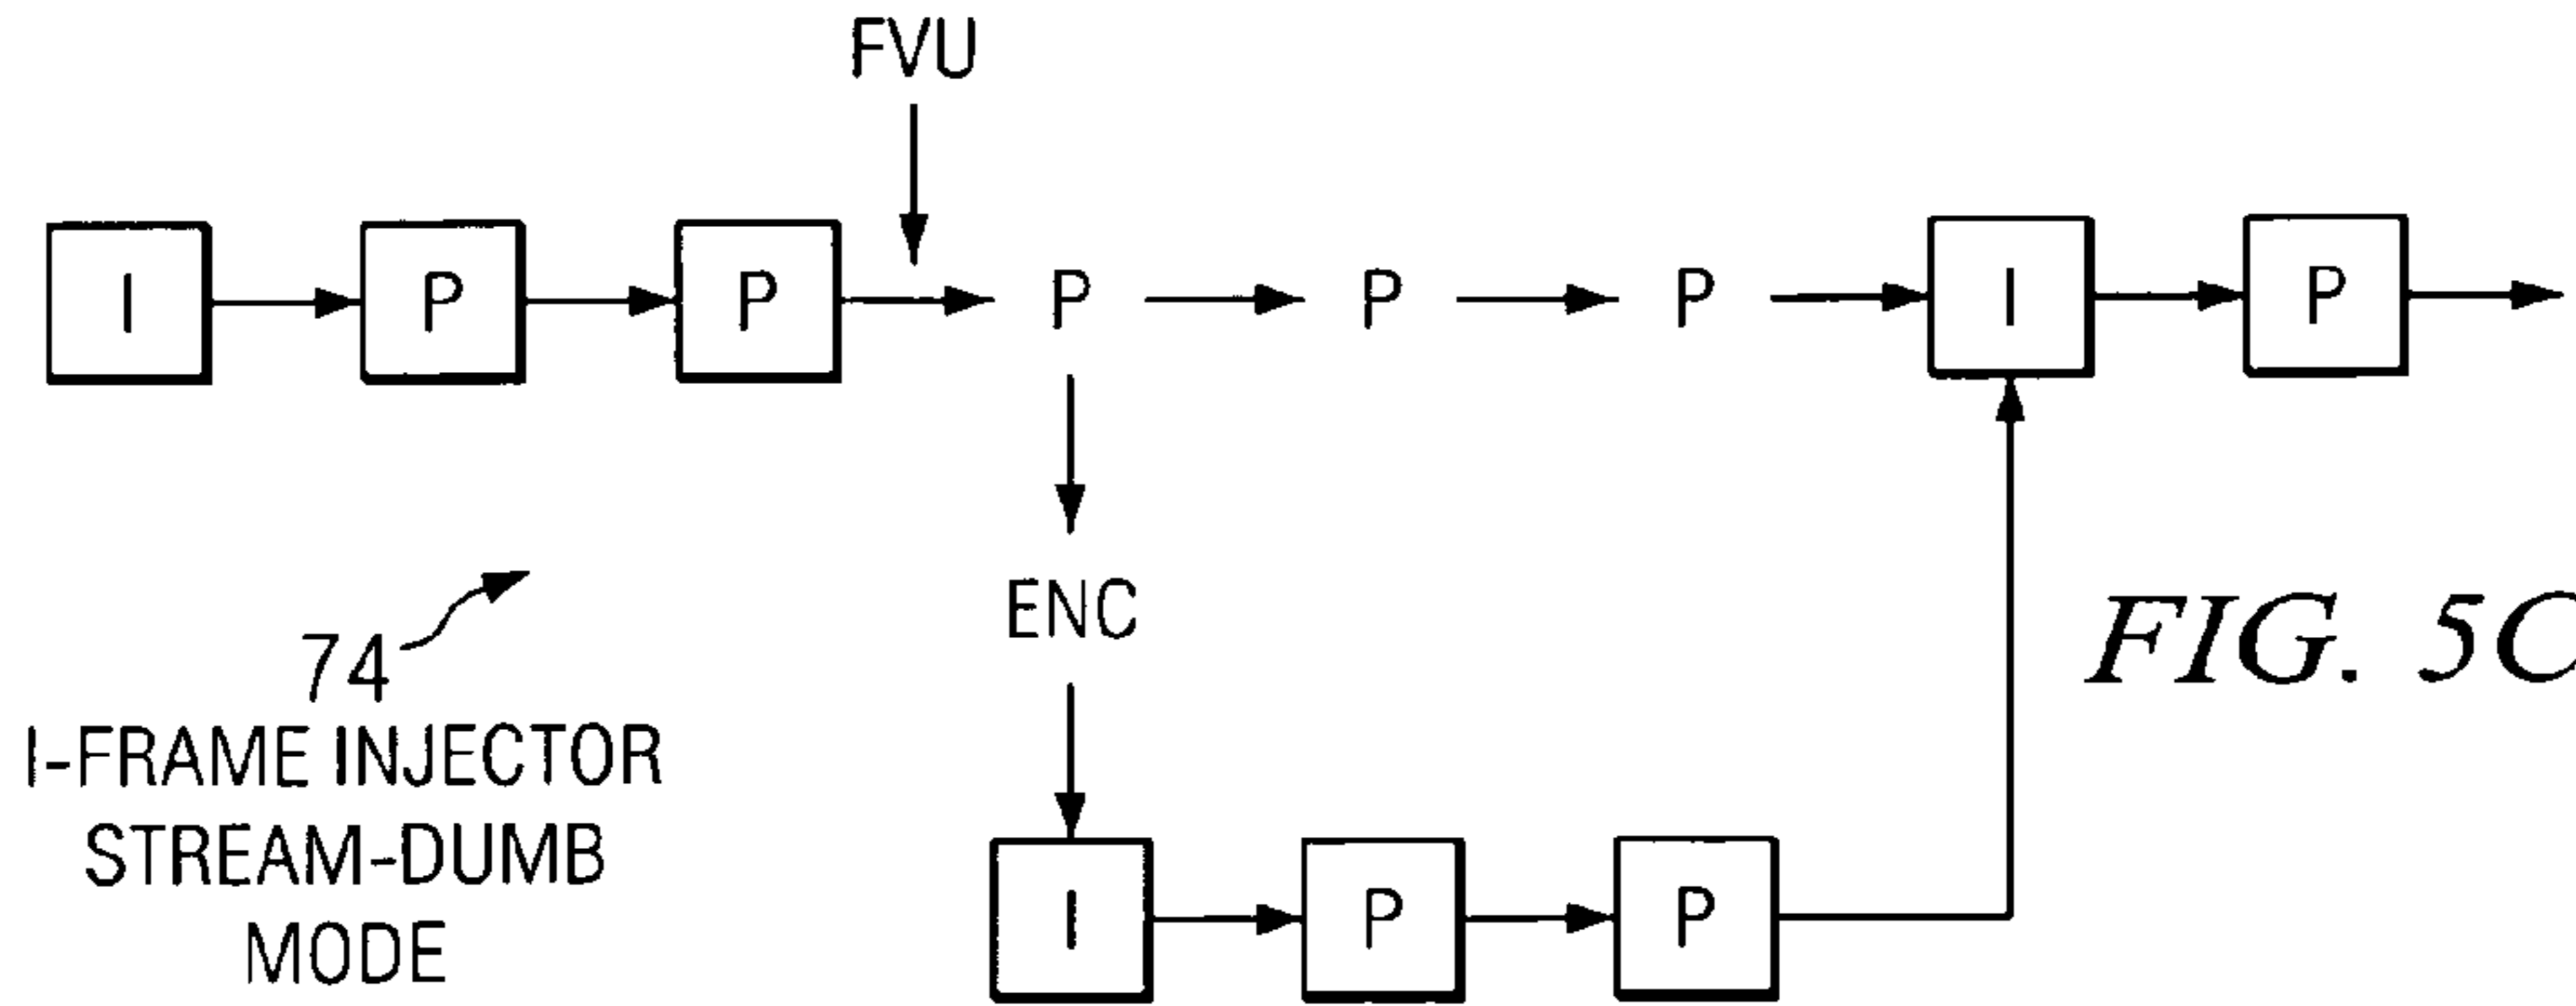 FVU
I P P P P P I P
ENC
74
I-FRAME INJECTOR
STREAM-DUMB
MODE
FIG. 5C
I P P